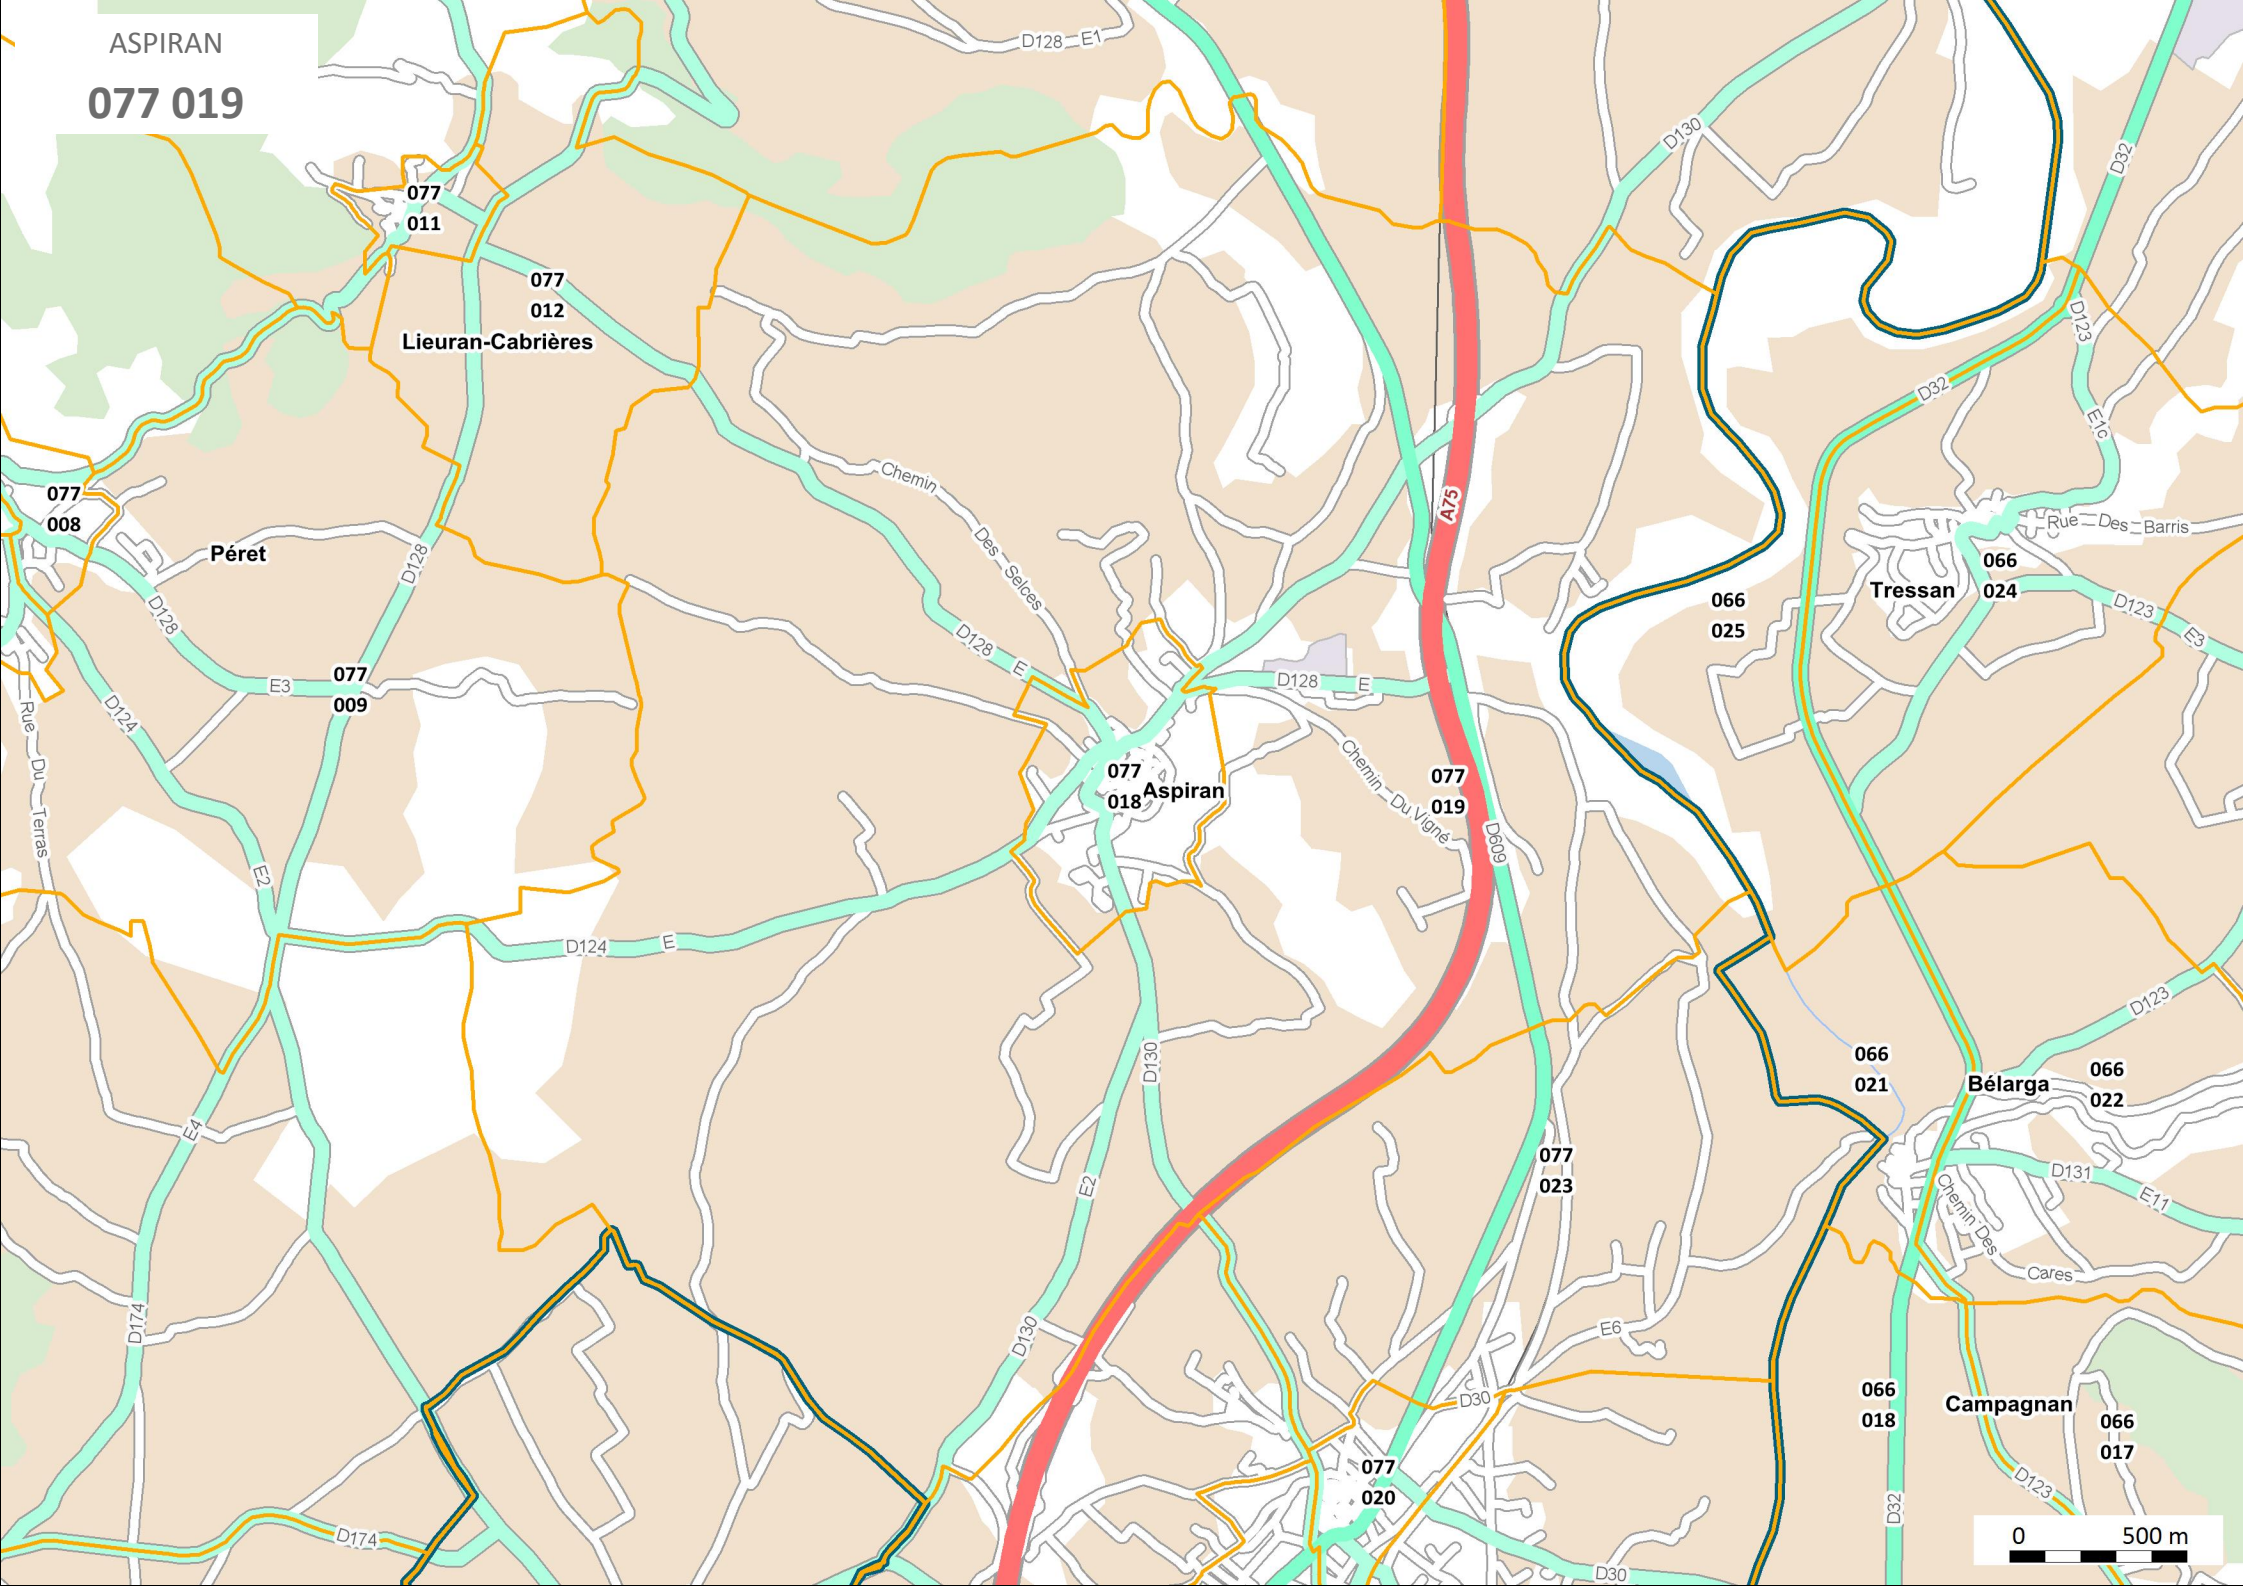 ASPIRAN
077 019
D128 E1
D130
D32
077
011
077
012
Lieuran-Cabrières
D123
D32
E1c
Chemin
Des Selces
A75
077
008
Péret
D128
D128
Rue Des Barris
066
024
Tressan
066
025
D123
E3
D128 E
077
009
E3
D124
Rue Du Terras
D128 E
Chemin Du Vigné
077
018
Aspiran
077
019
D609
E2
D124 E
D123
D130
066
021
Bélarga
066
022
E4
E2
077
023
D131
E11
Chemin Des
Cares
D174
D130
E6
066
018
Campagnan
066
017
D30
077
020
D123
D32
D174
D30
0 500 m